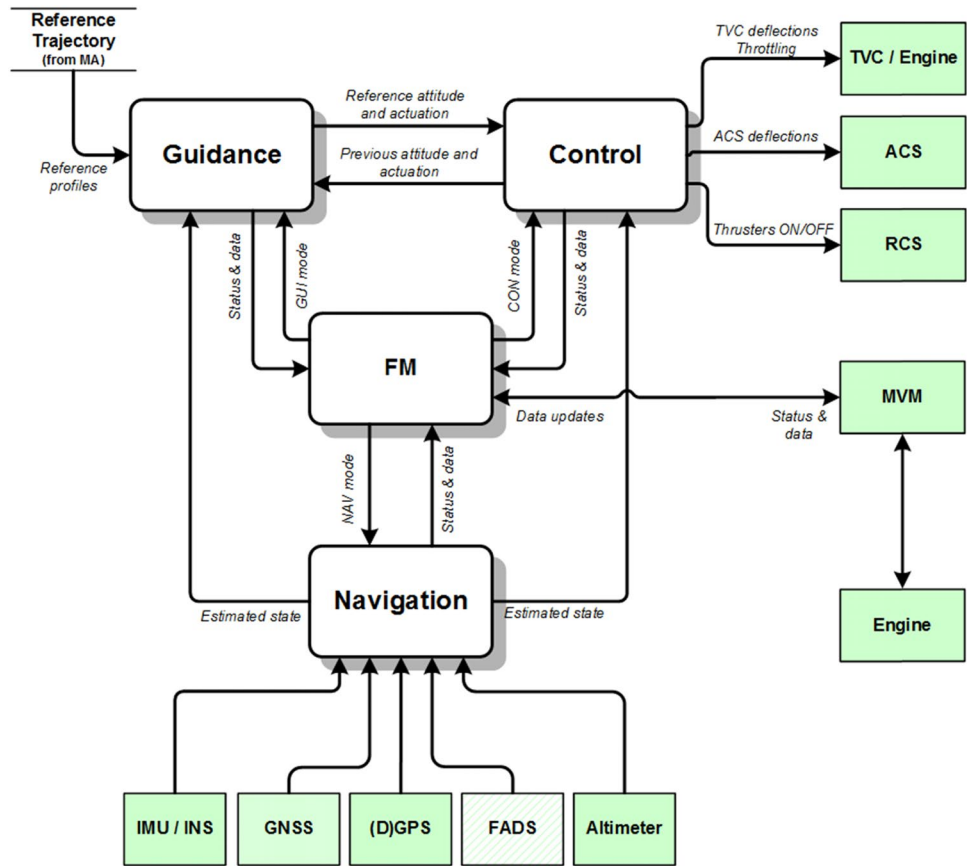 Reference
Trajectory
(from MA)
Reference
profiles
Guidance
Reference attitude
and actuation
Previous attitude and
actuation
Control
TVC deflections
Throttling
TVC / Engine
ACS deflections
ACS
Thrusters ON/OFF
RCS
Status & data
GUI mode
CON mode
Status & data
FM
Data updates
Status &
data
MVM
NAV mode
Status & data
Navigation
Estimated state
Estimated state
Engine
IMU / INS
GNSS
(D)GPS
FADS
Altimeter